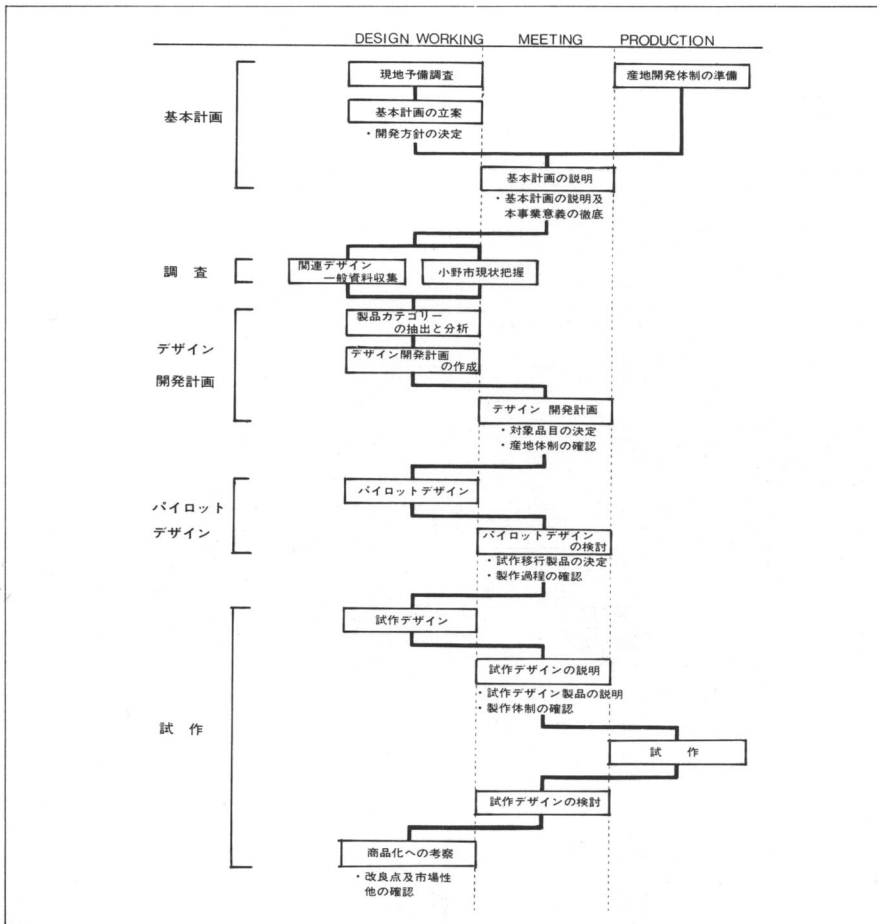 DESIGN WORKING MEETING PRODUCTION
基本計画
現地予備調査
産地開発体制の準備
基本計画の立案
・開発方針の決定
基本計画の説明
・基本計画の説明及
本事業意義の徹底
調 査
関連デザイン
一般資料収集
小野市現状把握
デザイン
開発計画
製品カテゴリー
の抽出と分析
デザイン開発計画
の作成
デザイン 開発計画
・対象品目の決定
・産地体制の確認
パイロット
デザイン
パイロットデザイン
パイロットデザイン
の検討
・試作移行製品の決定
・製作過程の確認
試 作
試作デザイン
試作デザインの説明
・試作デザイン製品の説明
・製作体制の確認
試 作
試作デザインの検討
商品化への考察
・改良点及市場性
他の確認